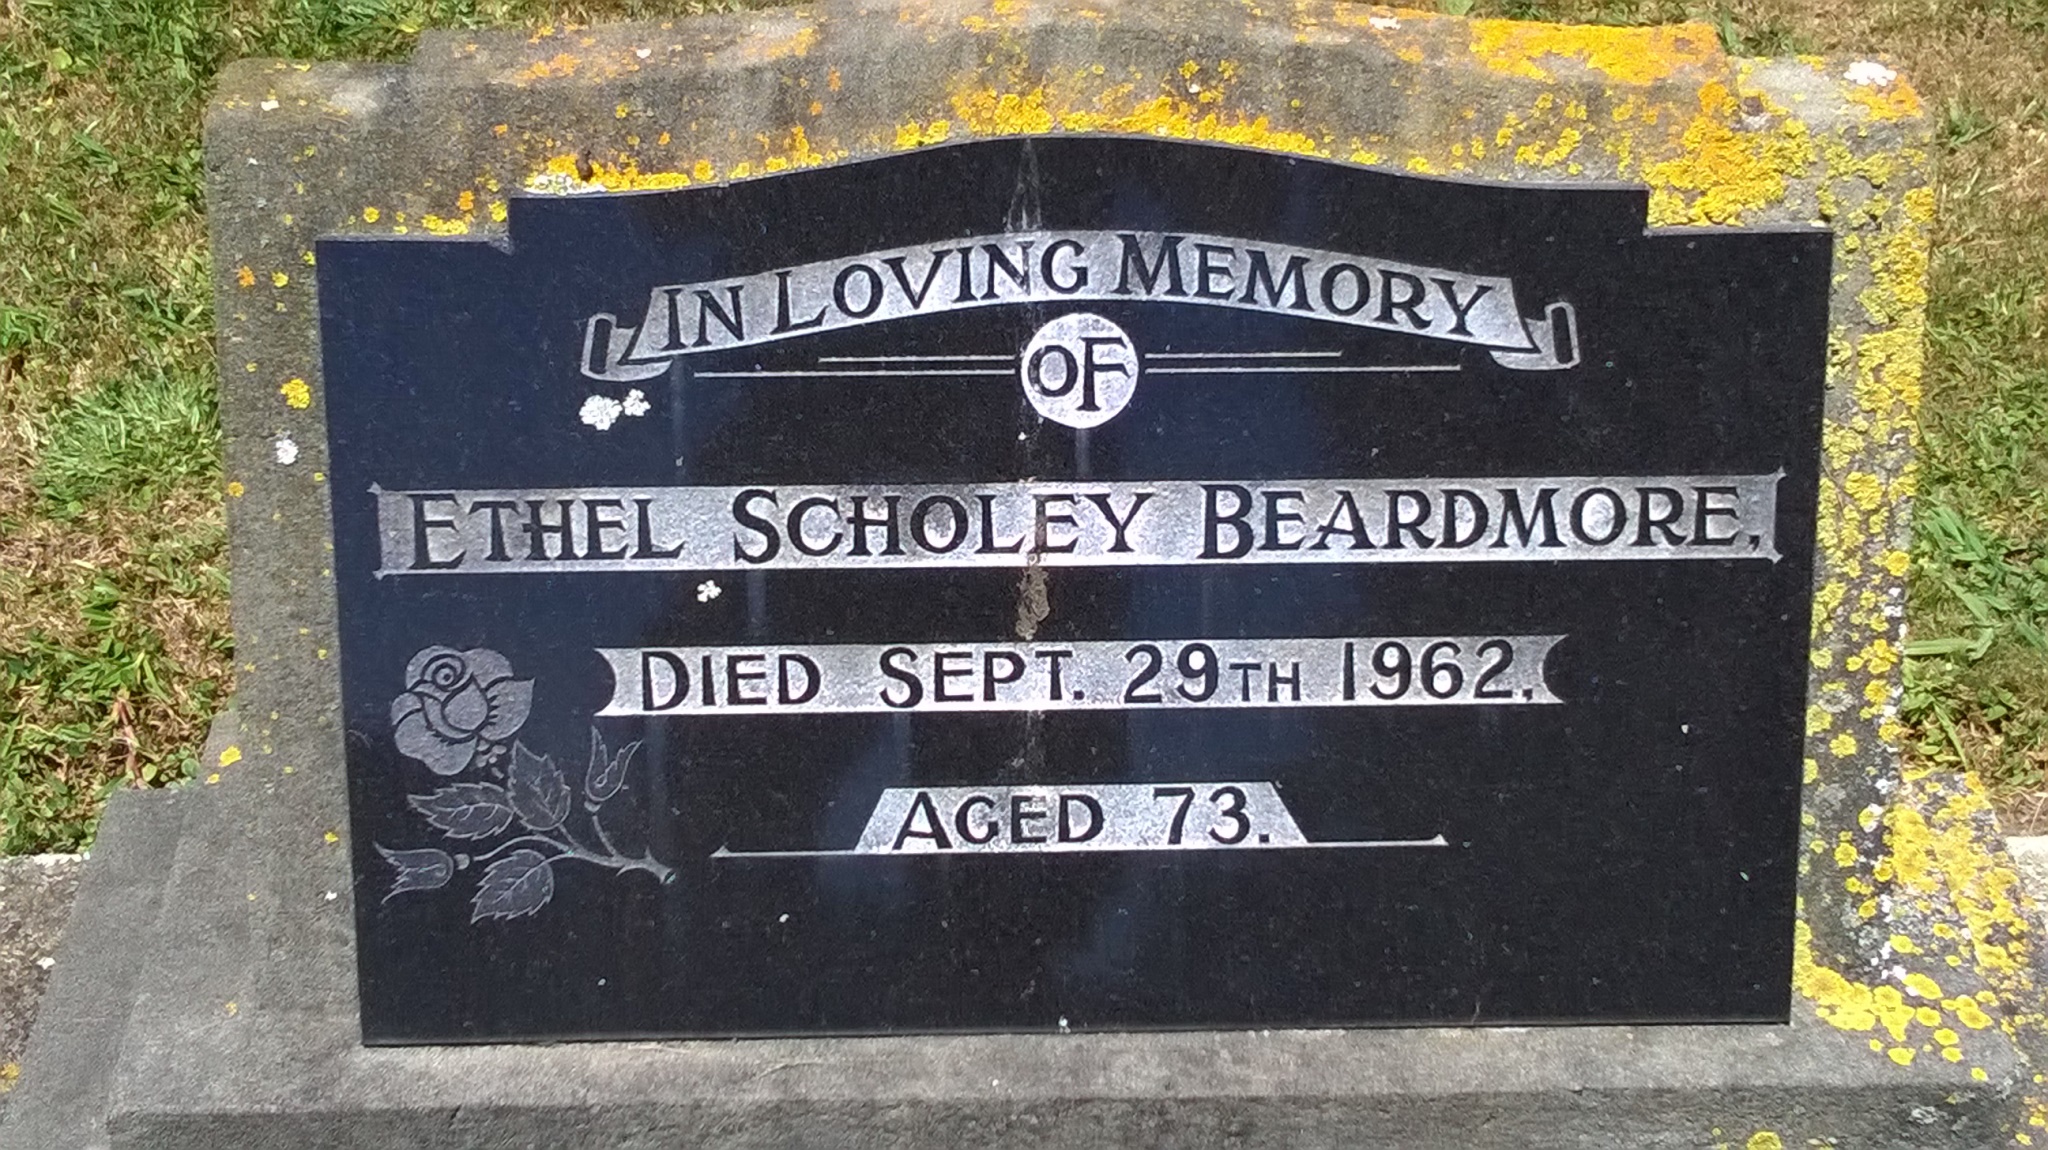 IN LOVING MEMORY
OF
ETHEL SCHOLEY BEARDMORE,
DIED SEPT. 29TH 1962,
AGED 73.